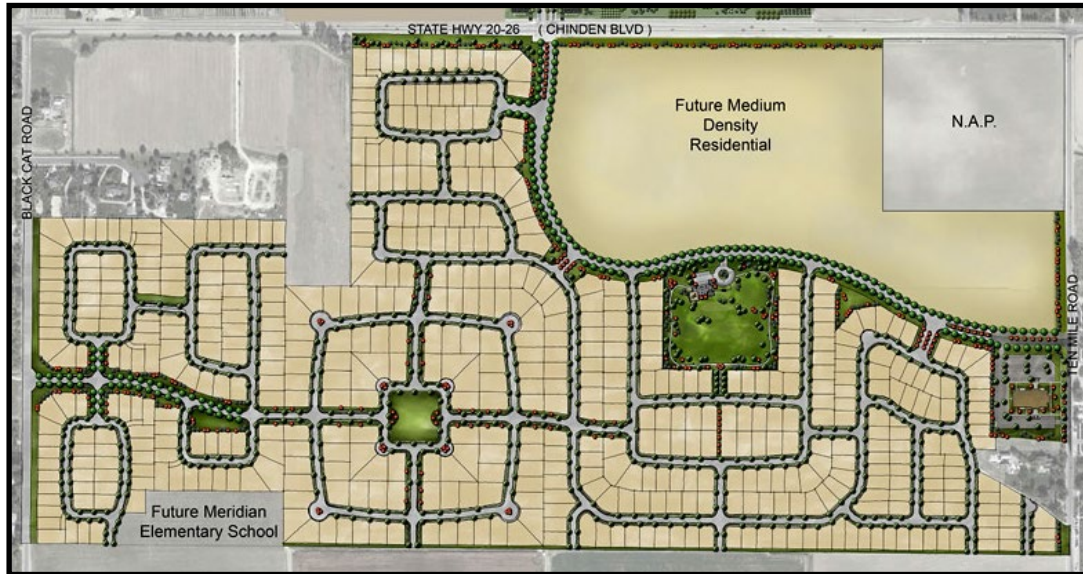 STATE HWY 20-26 ( CHINDEN BLVD )
Future Medium
Density
Residential
N.A.P.
BLACK CAT ROAD
TEN MILE ROAD
Future Meridian
Elementary School